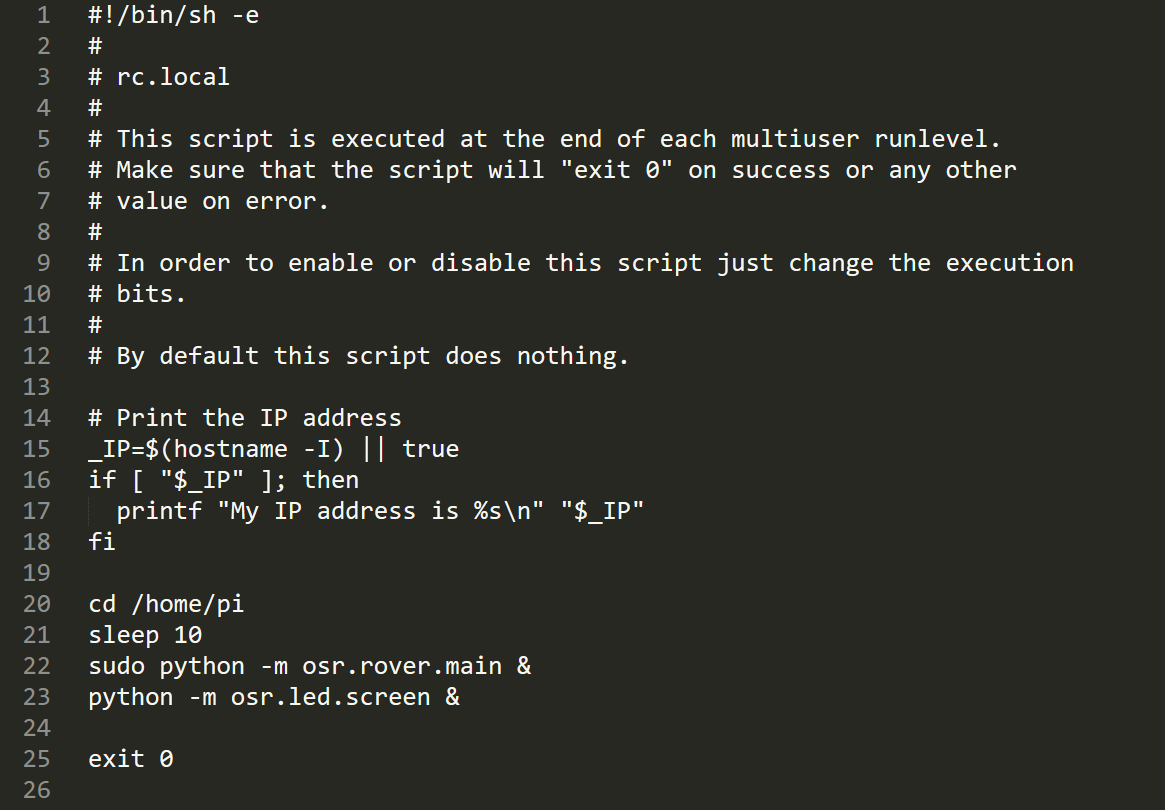 1 #!/bin/sh -e
2 #
3 # rc.local
4 #
5 # This script is executed at the end of each multiuser runlevel.
6 # Make sure that the script will "exit 0" on success or any other
7 # value on error.
8 #
9 # In order to enable or disable this script just change the execution
10 # bits.
11 #
12 # By default this script does nothing.
13
14 # Print the IP address
15 _IP=$(hostname -I) || true
16 if [ "$_IP" ]; then
17   printf "My IP address is %s\n" "$_IP"
18 fi
19
20 cd /home/pi
21 sleep 10
22 sudo python -m osr.rover.main &
23 python -m osr.led.screen &
24
25 exit 0
26